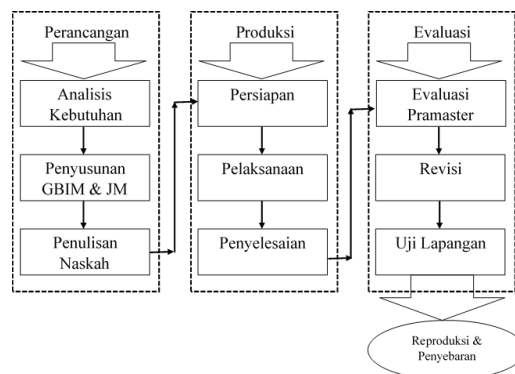 Perancangan
Analisis
Kebutuhan
Penyusunan
GBIM & JM
Penulisan
Naskah
Produksi
Persiapan
Pelaksanaan
Penyelesaian
Evaluasi
Evaluasi
Pramaster
Revisi
Uji Lapangan
Reproduksi &
Penyebaran